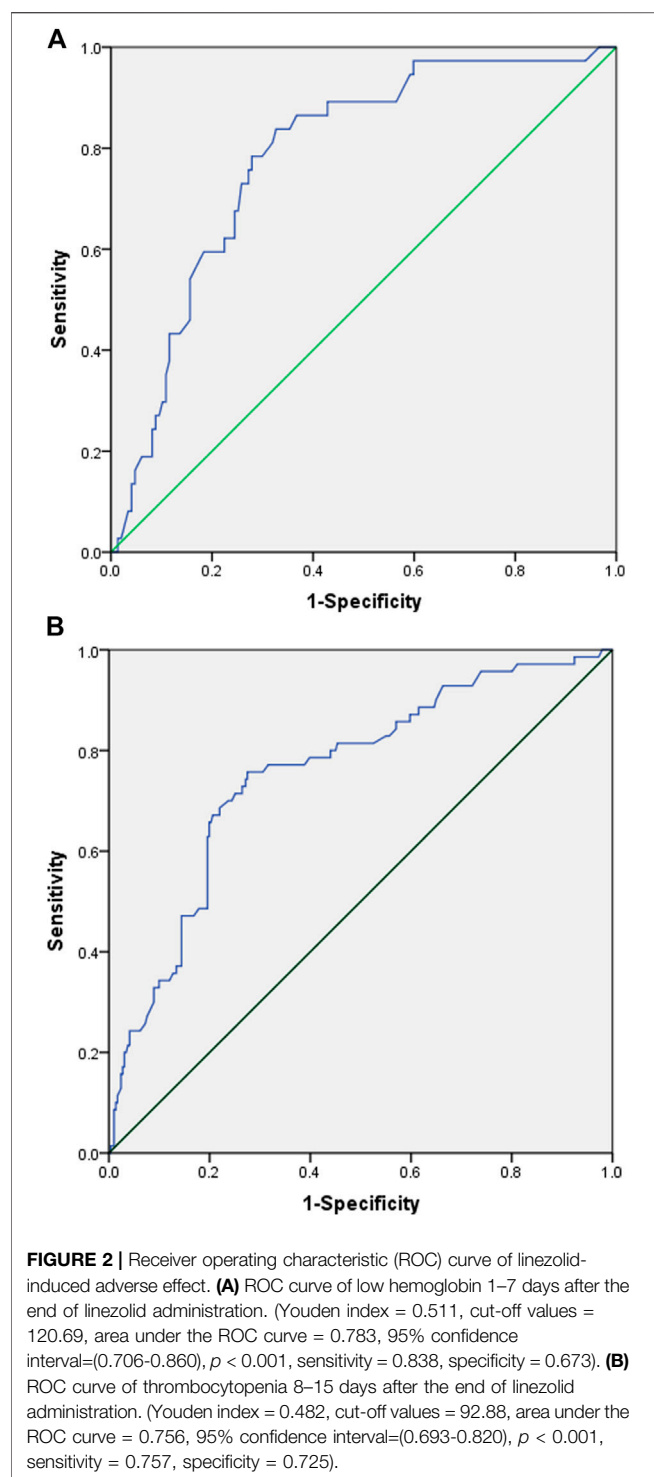 A
1.0
0.8
0.6
0.4
0.2
0.0
Sensitivity
0.0 0.2 0.4 0.6 0.8 1.0
1-Specificity
B
1.0
0.8
0.6
0.4
0.2
0.0
Sensitivity
0.0 0.2 0.4 0.6 0.8 1.0
1-Specificity
FIGURE 2 | Receiver operating characteristic (ROC) curve of linezolid-
induced adverse effect. (A) ROC curve of low hemoglobin 1–7 days after the
end of linezolid administration. (Youden index = 0.511, cut-off values =
120.69, area under the ROC curve = 0.783, 95% confidence
interval=(0.706-0.860), p < 0.001, sensitivity = 0.838, specificity = 0.673). (B)
ROC curve of thrombocytopenia 8–15 days after the end of linezolid
administration. (Youden index = 0.482, cut-off values = 92.88, area under the
ROC curve = 0.756, 95% confidence interval=(0.693-0.820), p < 0.001,
sensitivity = 0.757, specificity = 0.725).